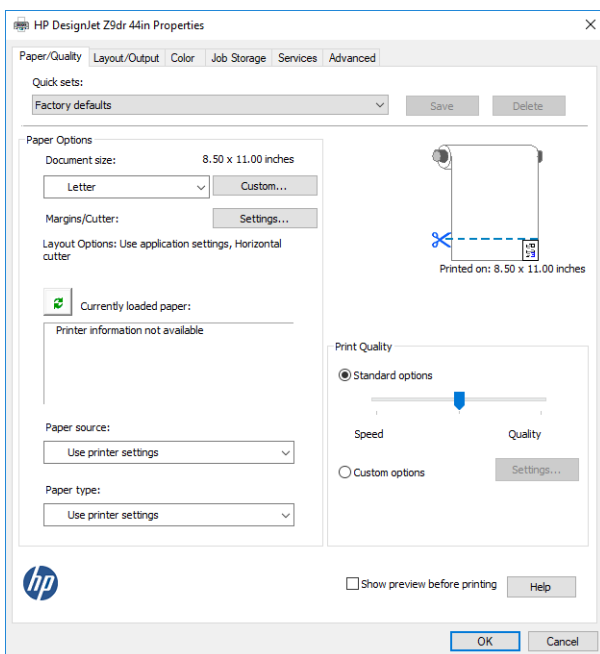 HP DesignJet Z9dr 44in Properties
Paper/Quality Layout/Output Color Job Storage Services Advanced
Quick sets:
Factory defaults Save Delete
Paper Options
Document size: 8.50 x 11.00 inches
Letter Custom...
Margins/Cutter: Settings...
Layout Options: Use application settings, Horizontal
cutter
Printed on: 8.50 x 11.00 inches
Currently loaded paper:
Printer information not available
Print Quality
Standard options
Speed Quality
Custom options Settings...
Paper source:
Use printer settings
Paper type:
Use printer settings
hp
Show preview before printing Help
OK Cancel